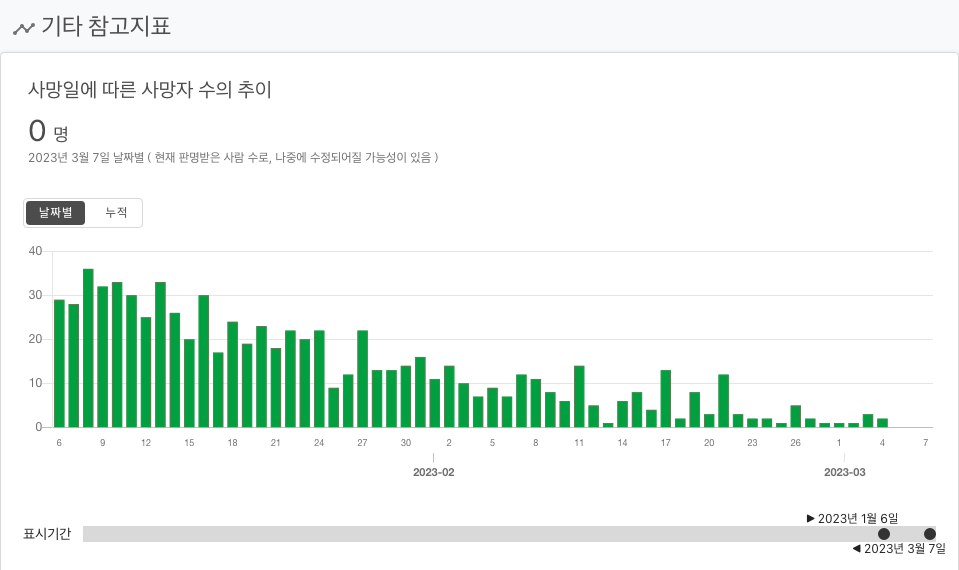 기타 참고지표
사망일에 따른 사망자 수의 추이
0 명
2023년 3월 7일 날짜별 ( 현재 판명받은 사람 수로, 나중에 수정되어질 가능성이 있음 )
날짜별 누적
40
30
20
10
0
6 9 12 15 18 21 24 27 30 2 5 8 11 14 17 20 23 26 1 4 7
2023-02 2023-03
▶ 2023년 1월 6일
표시기간
◀ 2023년 3월 7일